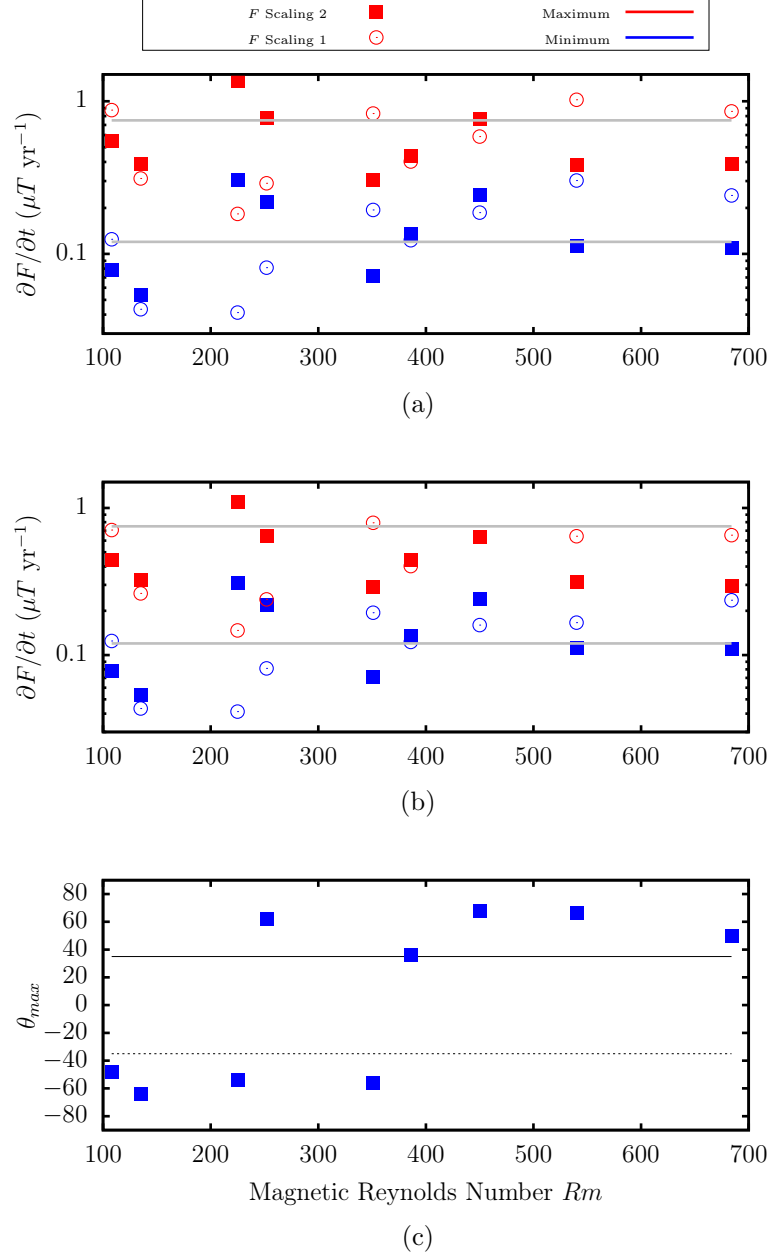 F Scaling 2 Maximum
F Scaling 1 Minimum
1
0.1
∂F/∂t (μT yr⁻¹)
100 200 300 400 500 600 700
(a)
1
0.1
∂F/∂t (μT yr⁻¹)
100 200 300 400 500 600 700
(b)
80
60
40
20
0
−20
−40
−60
−80
θmax
100 200 300 400 500 600 700
Magnetic Reynolds Number Rm
(c)